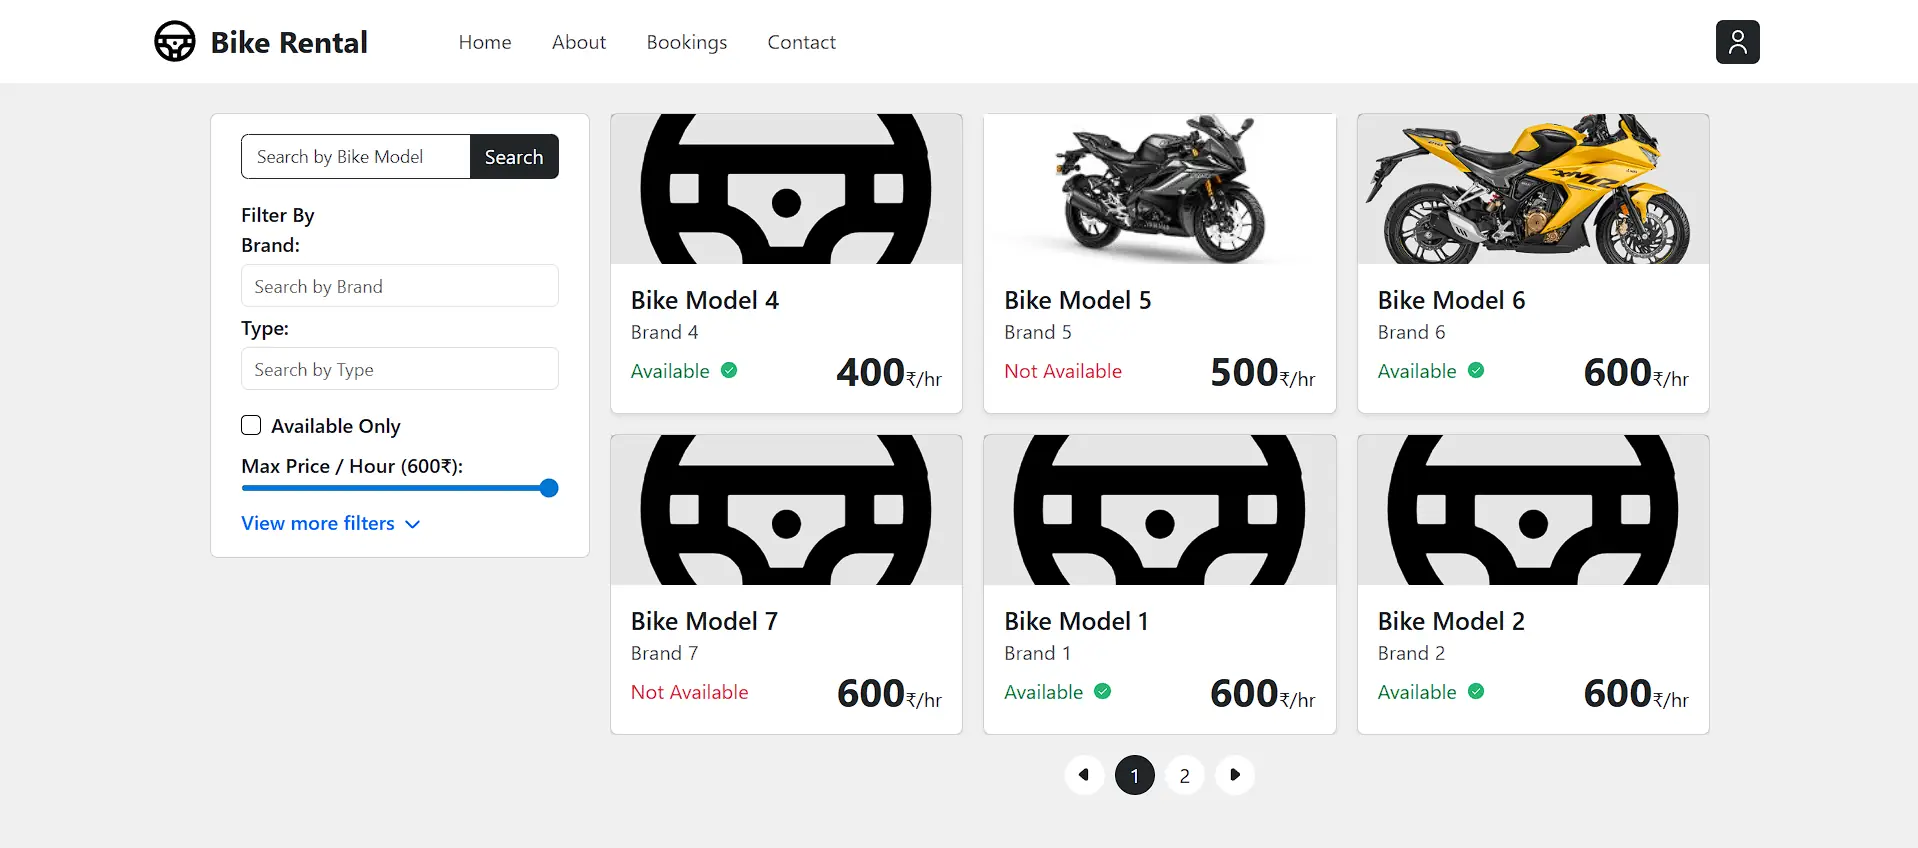 Bike Rental
Home
About
Bookings
Contact
Search by Bike Model
Search
Filter By
Brand:
Search by Brand
Type:
Search by Type
Available Only
Max Price / Hour (600₹):
View more filters
Bike Model 4
Brand 4
Available
400₹/hr
Bike Model 5
Brand 5
Not Available
500₹/hr
Bike Model 6
Brand 6
Available
600₹/hr
Bike Model 7
Brand 7
Not Available
600₹/hr
Bike Model 1
Brand 1
Available
600₹/hr
Bike Model 2
Brand 2
Available
600₹/hr
1
2